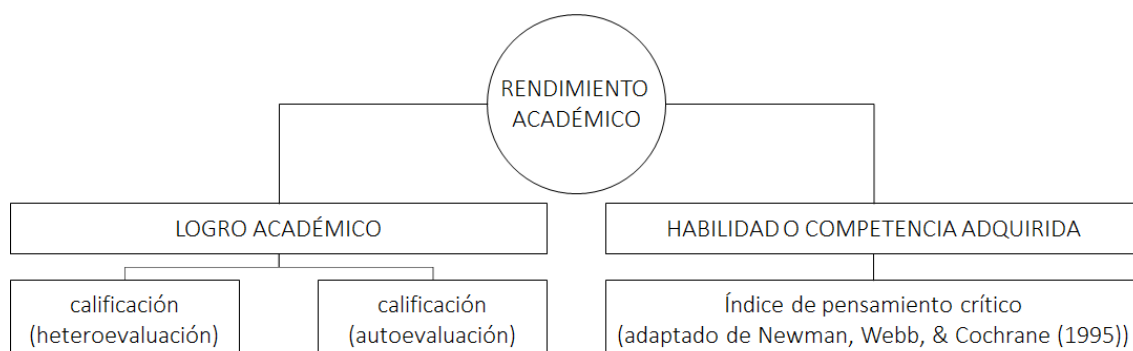 RENDIMIENTO
ACADÉMICO
LOGRO ACADÉMICO
HABILIDAD O COMPETENCIA ADQUIRIDA
calificación
(heteroevaluación)
calificación
(autoevaluación)
Índice de pensamiento crítico
(adaptado de Newman, Webb, & Cochrane (1995))